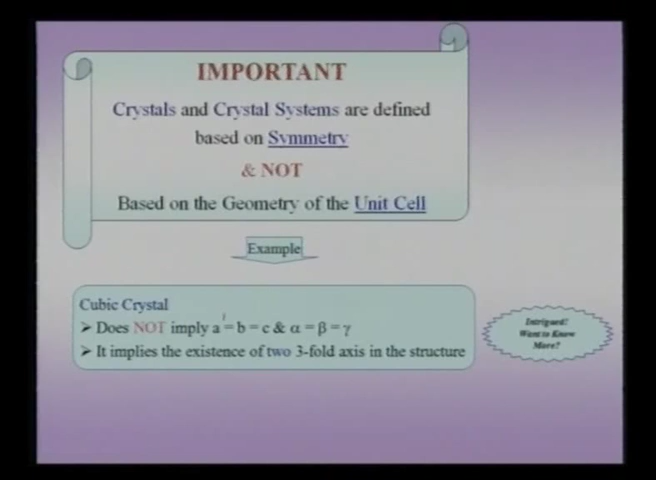 IMPORTANT
Crystals and Crystal Systems are defined
based on Symmetry
& NOT
Based on the Geometry of the Unit Cell
Example
Cubic Crystal
➤ Does NOT imply a = b = c & α = β = γ
➤ It implies the existence of two 3-fold axis in the structure
Intrigued!
Want to Know
More?